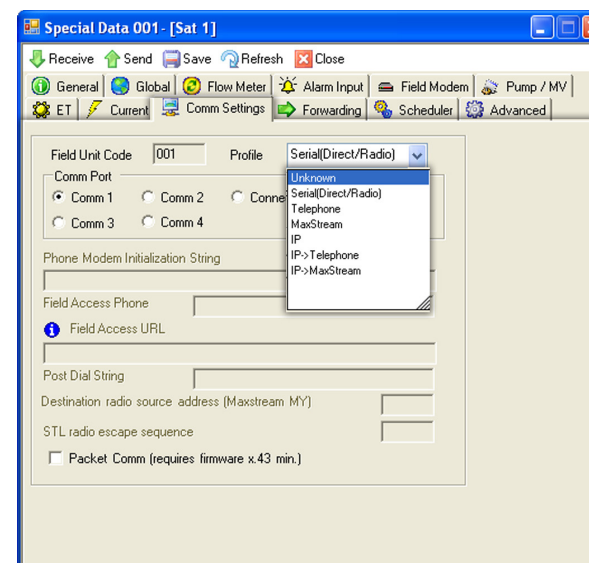 Special Data 001 - [Sat 1]
Receive Send Save Refresh Close
General Global Flow Meter Alarm Input Field Modem Pump / MV
ET Current Comm Settings Forwarding Scheduler Advanced
Field Unit Code 001 Profile Serial(Direct/Radio)
Unknown
Serial(Direct/Radio)
Telephone
MaxStream
IP
IP->Telephone
IP->MaxStream
Comm Port
Comm 1 Comm 2
Comm 3 Comm 4
Phone Modem Initialization String
Field Access Phone
Field Access URL
Post Dial String
Destination radio source address (Maxstream MY)
STL radio escape sequence
Packet Comm (requires firmware x.43 min.)